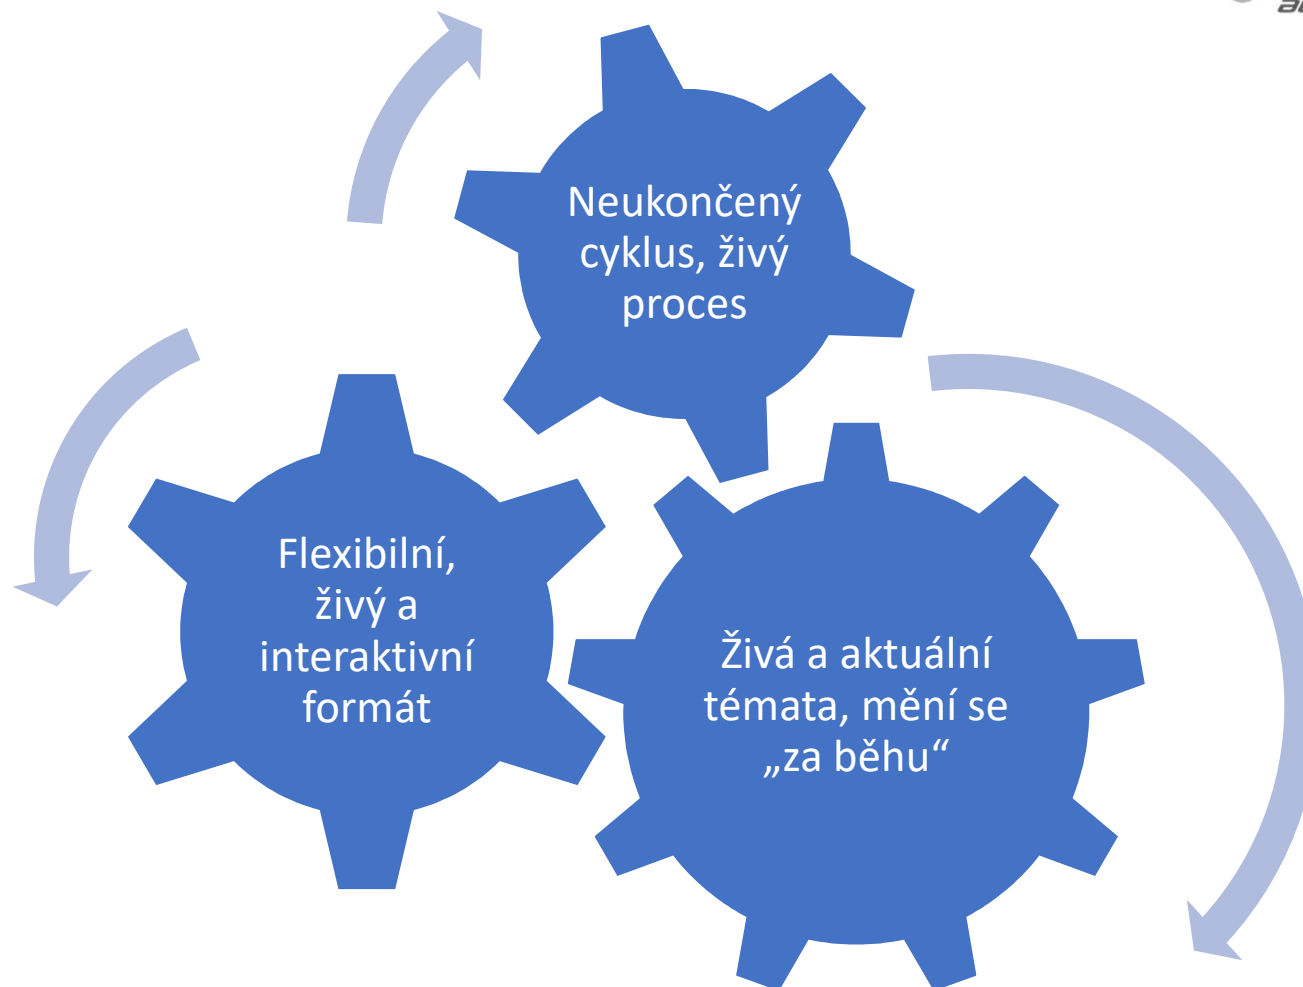 Neukončený
cyklus, živý
proces
Flexibilní,
živý a
interaktivní
formát
Živá a aktuální
témata, mění se
„za běhu“